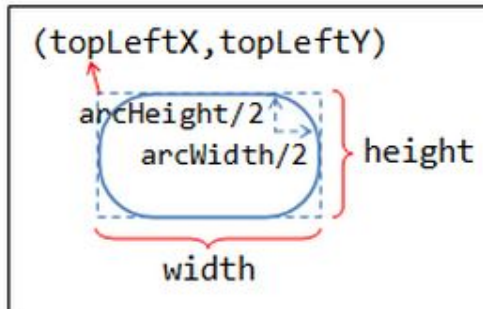 (topLeftX,topLeftY)
arcHeight/2
arcWidth/2
height
width